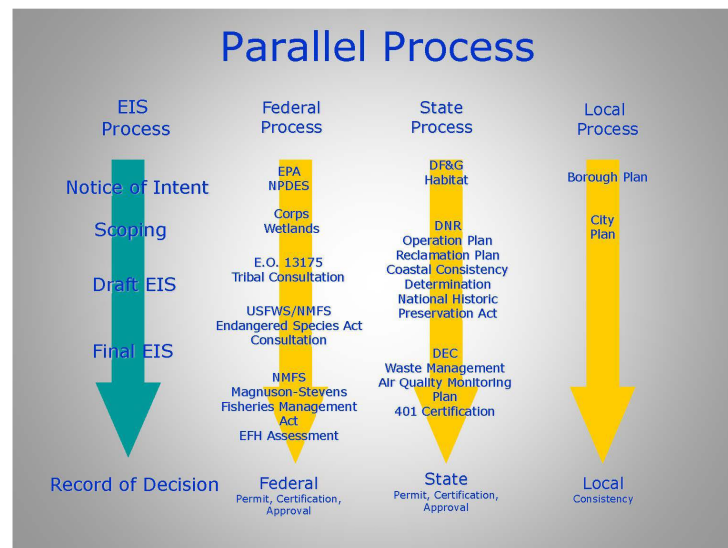 Parallel Process
EIS
Process
Notice of Intent
Scoping
Draft EIS
Final EIS
Record of Decision
Federal
Process
EPA
NPDES
Corps
Wetlands
E.O. 13175
Tribal Consultation
USFWS/NMFS
Endangered Species Act
Consultation
NMFS
Magnuson-Stevens
Fisheries Management
Act
EFH Assessment
Federal
Permit, Certification,
Approval
State
Process
DF&G
Habitat
DNR
Operation Plan
Reclamation Plan
Coastal Consistency
Determination
National Historic
Preservation Act
DEC
Waste Management
Air Quality Monitoring
Plan
401 Certification
State
Permit, Certification,
Approval
Local
Process
Borough Plan
City
Plan
Local
Consistency